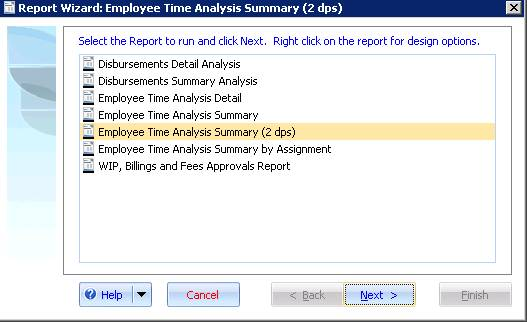 Report Wizard: Employee Time Analysis Summary (2 dps)
Select the Report to run and click Next. Right click on the report for design options.
Disbursements Detail Analysis
Disbursements Summary Analysis
Employee Time Analysis Detail
Employee Time Analysis Summary
Employee Time Analysis Summary (2 dps)
Employee Time Analysis Summary by Assignment
WIP, Billings and Fees Approvals Report
? Help Cancel < Back Next > Finish